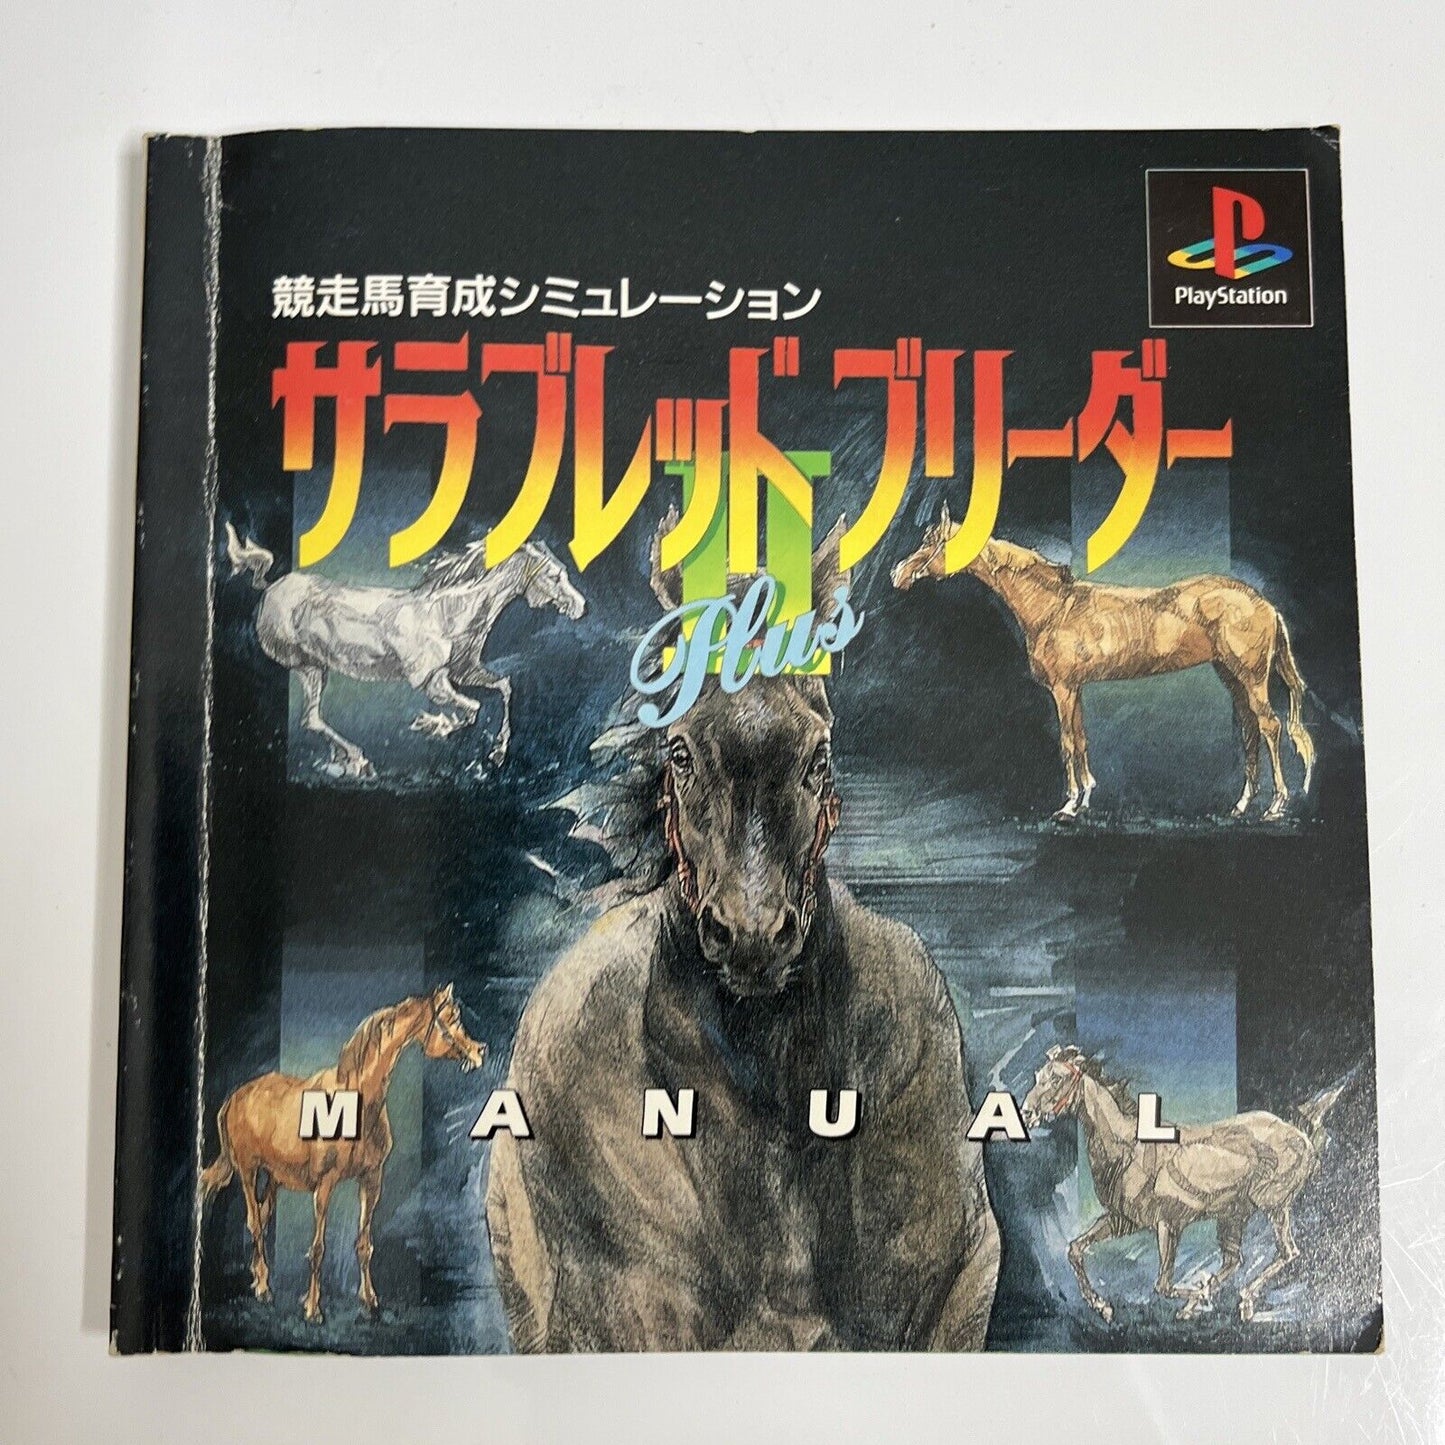 PlayStation
競走馬育成シミュレーション
サラブレッドブリーダー
II
Plus
MANUAL